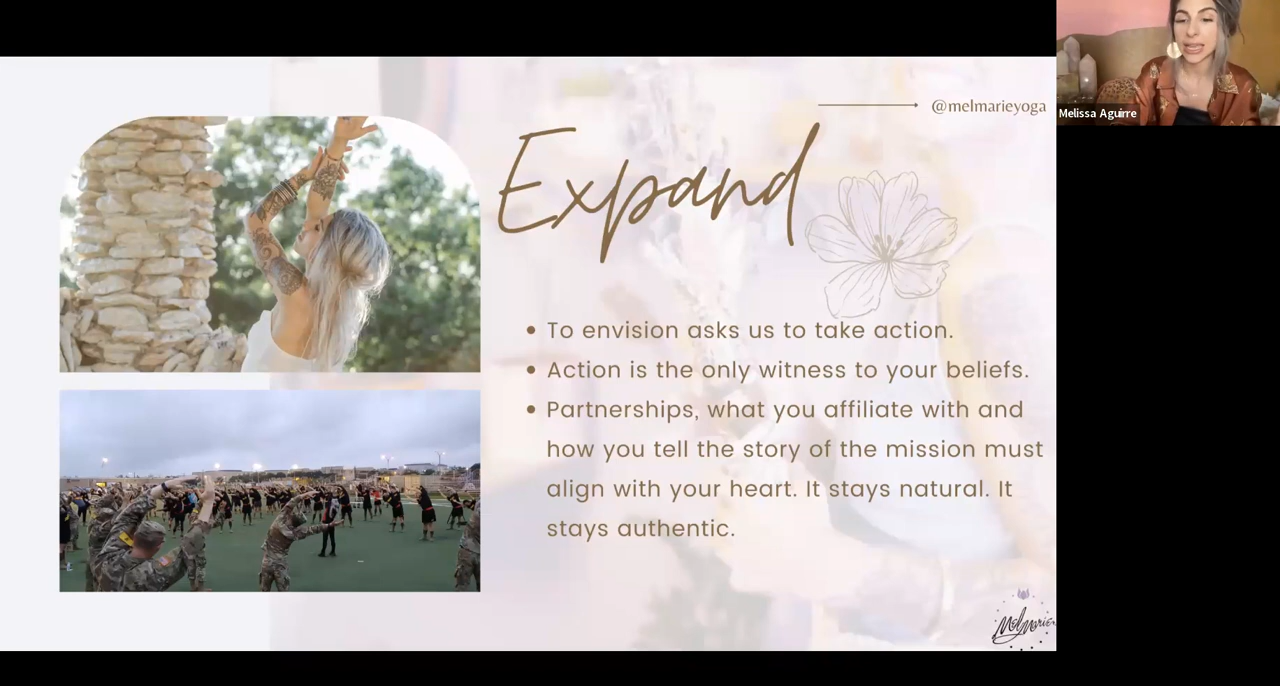 @melmarieyoga
Melissa Aguirre
Expand
To envision asks us to take action.
Action is the only witness to your beliefs.
Partnerships, what you affiliate with and
how you tell the story of the mission must
align with your heart. It stays natural. It
stays authentic.
MelMarie